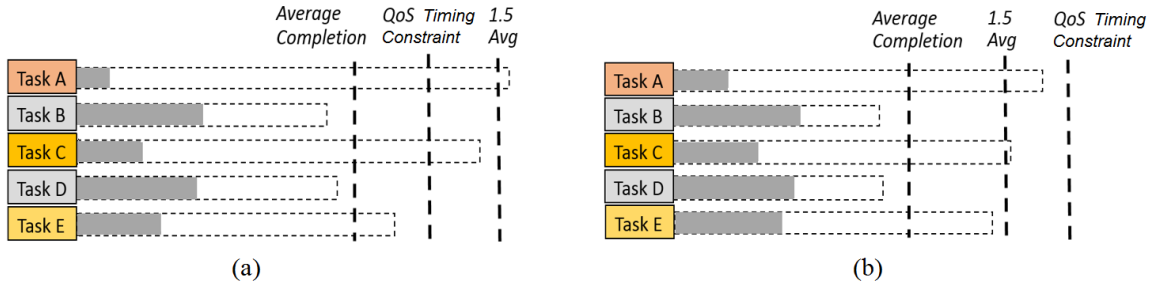 Average
Completion
QoS Timing
Constraint
1.5
Avg
Task A
Task B
Task C
Task D
Task E
(a)
Average
Completion
1.5
Avg
QoS Timing
Constraint
Task A
Task B
Task C
Task D
Task E
(b)